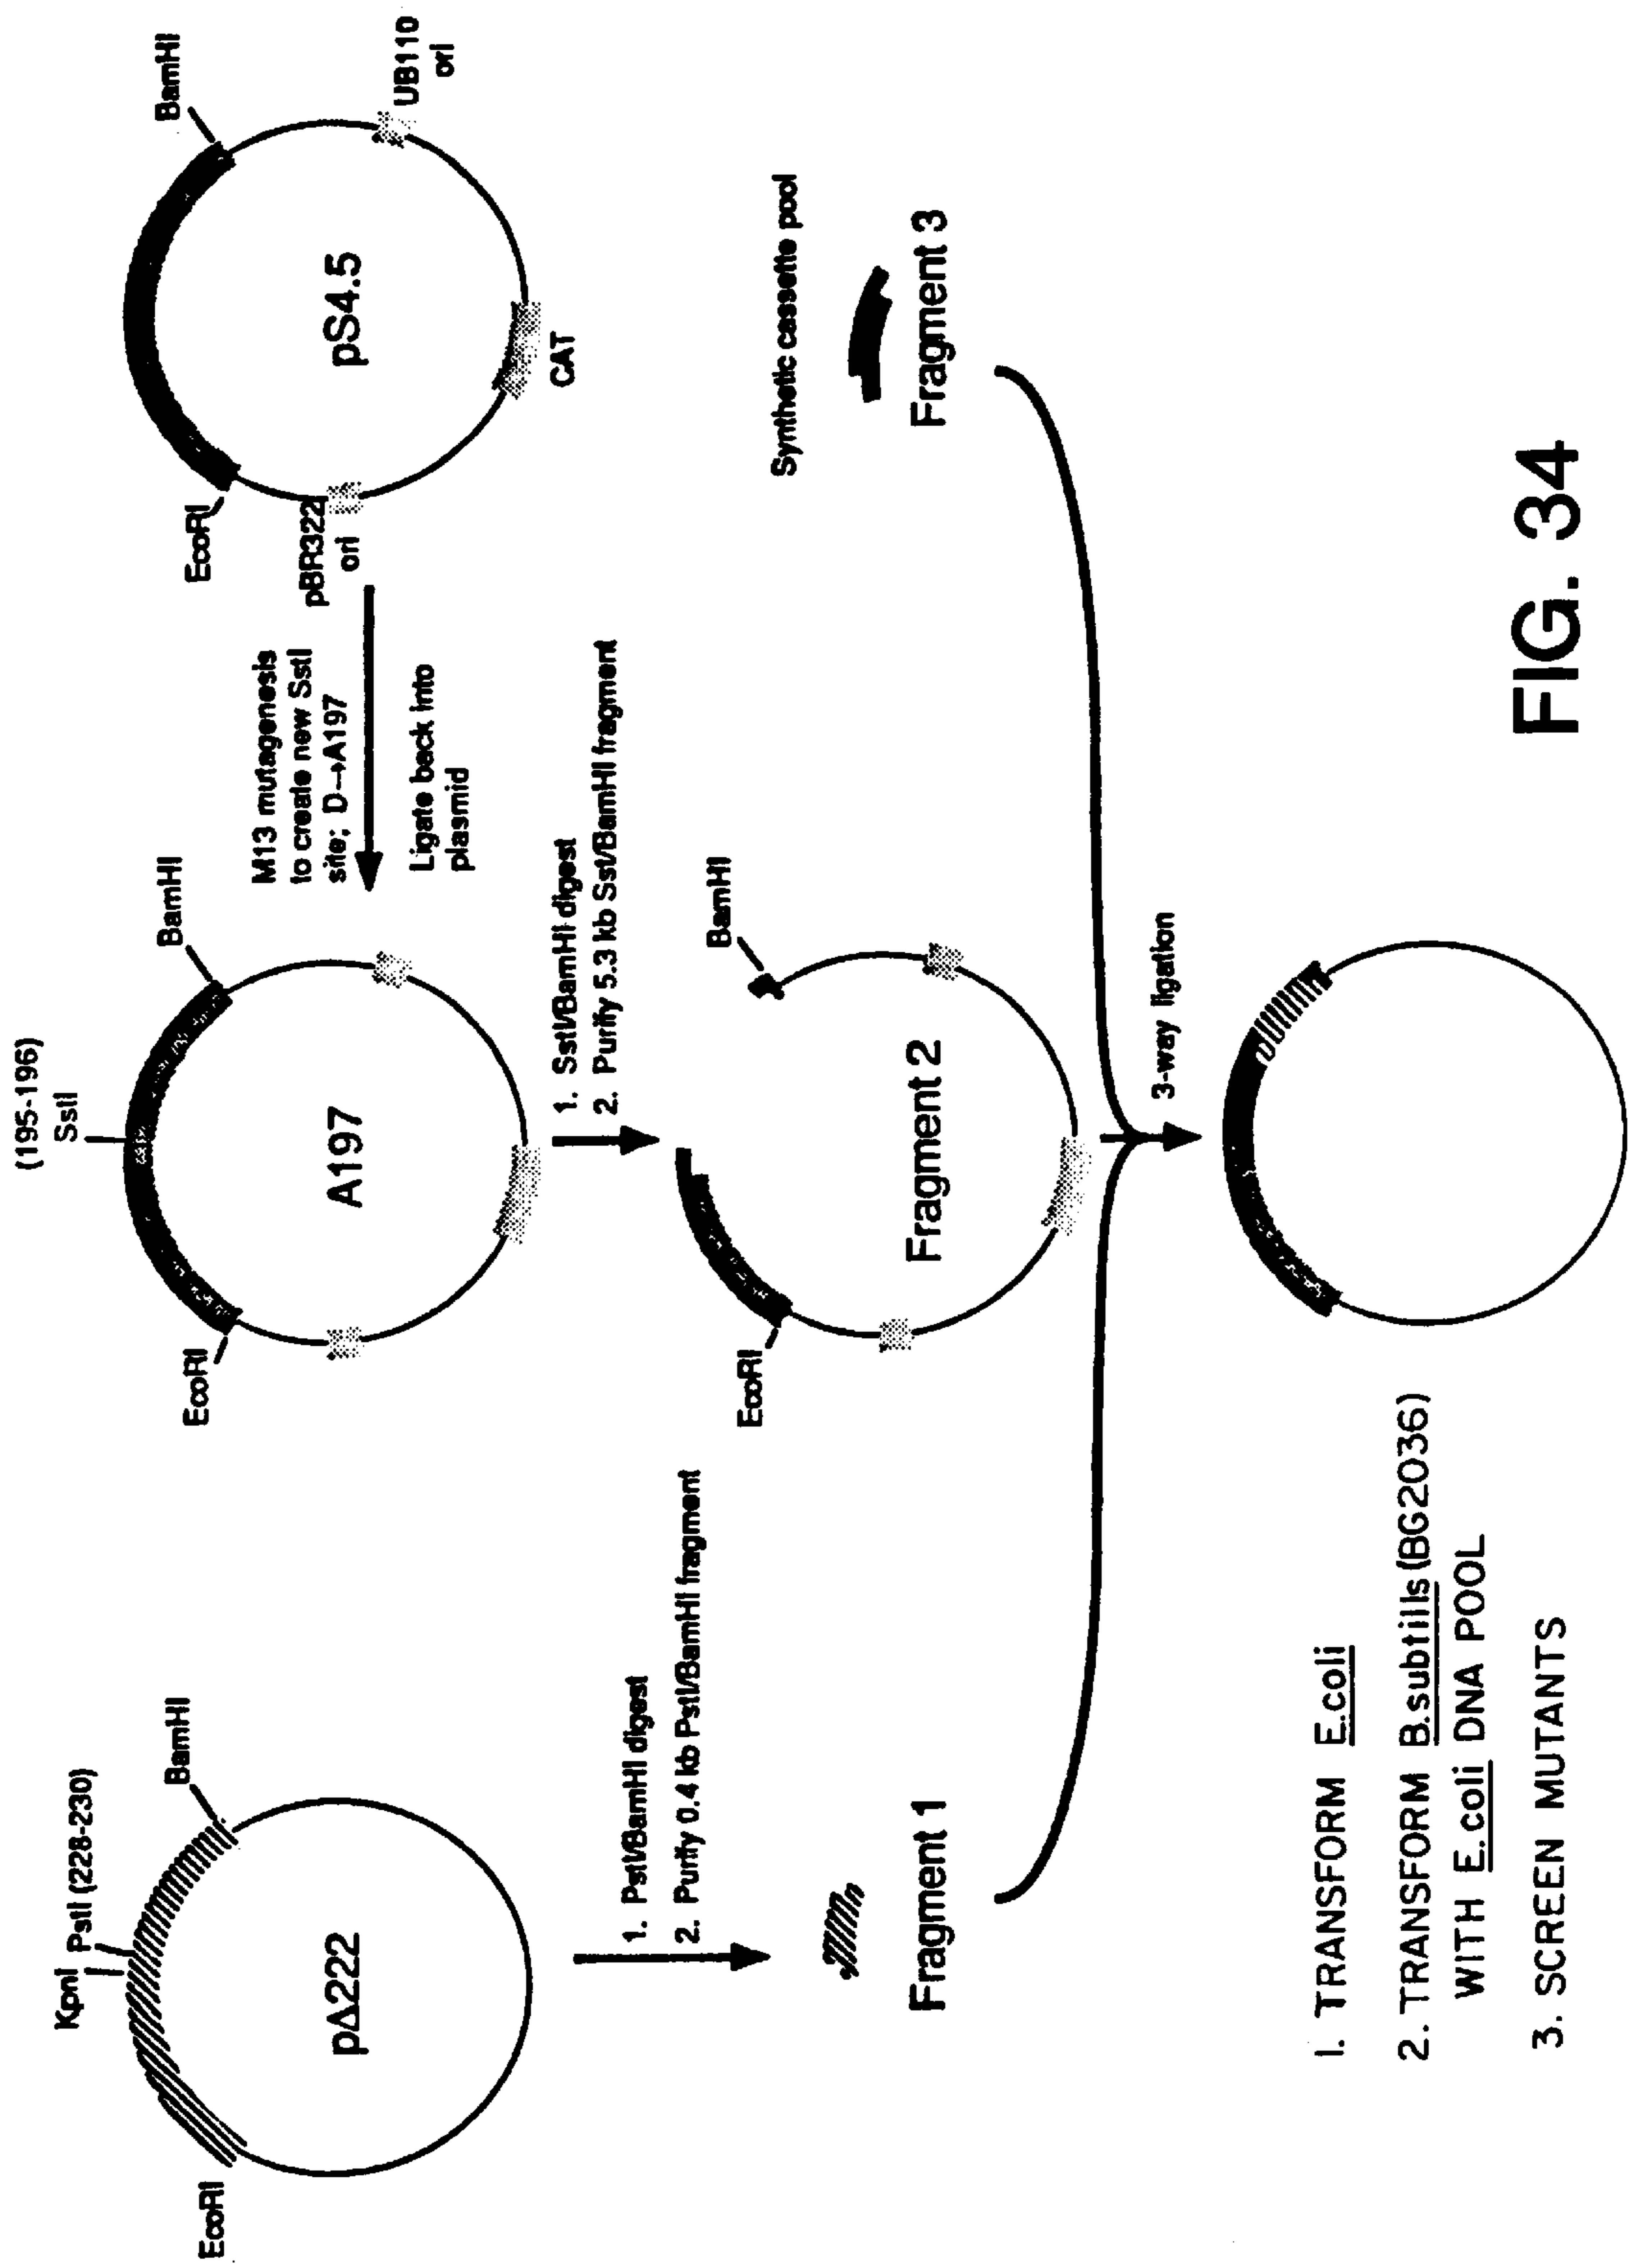 (195-196)
KpnI PstI (228-230)
SstI
BamHI
BamHI
BamHI
EcoRI
EcoRI
EcoRI
pΔ222
A197
pS4.5
pBR322
ori
UB110
ori
CAT
M13 mutagenesis
to create new SstI
site; D→A197
Ligate back into
plasmid
1. PstI/BamHI digest
2. Purify 0.4 kb PstI/BamHI fragment
1. SstI/BamHI digest
2. Purify 5.3 kb Sst/BamHI fragment
EcoRI
BamHI
Synthetic cassette pool
Fragment 1
Fragment 2
Fragment 3
3-way ligation
1. TRANSFORM E.coli
2. TRANSFORM B.subtilis (BG2036)
WITH E.coli DNA POOL
3. SCREEN MUTANTS
FIG. 34